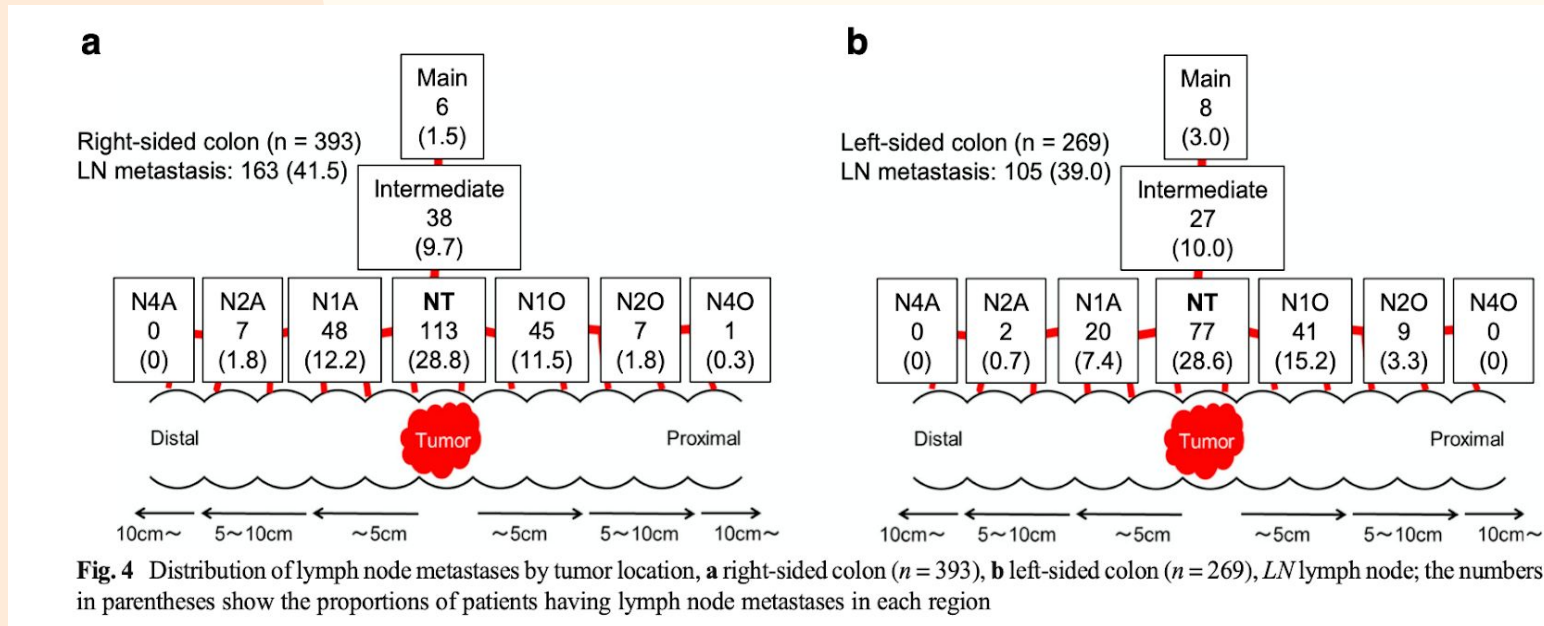 a
Main
6
(1.5)
Right-sided colon (n = 393)
LN metastasis: 163 (41.5)
Intermediate
38
(9.7)
N4A
0
(0)
N2A
7
(1.8)
N1A
48
(12.2)
NT
113
(28.8)
N1O
45
(11.5)
N2O
7
(1.8)
N4O
1
(0.3)
Distal
Tumor
Proximal
10cm~
5~10cm
~5cm
~5cm
5~10cm
10cm~
b
Main
8
(3.0)
Left-sided colon (n = 269)
LN metastasis: 105 (39.0)
Intermediate
27
(10.0)
N4A
0
(0)
N2A
2
(0.7)
N1A
20
(7.4)
NT
77
(28.6)
N1O
41
(15.2)
N2O
9
(3.3)
N4O
0
(0)
Distal
Tumor
Proximal
10cm~
5~10cm
~5cm
~5cm
5~10cm
10cm~
Fig. 4 Distribution of lymph node metastases by tumor location, a right-sided colon (n = 393), b left-sided colon (n = 269), LN lymph node; the numbers
in parentheses show the proportions of patients having lymph node metastases in each region